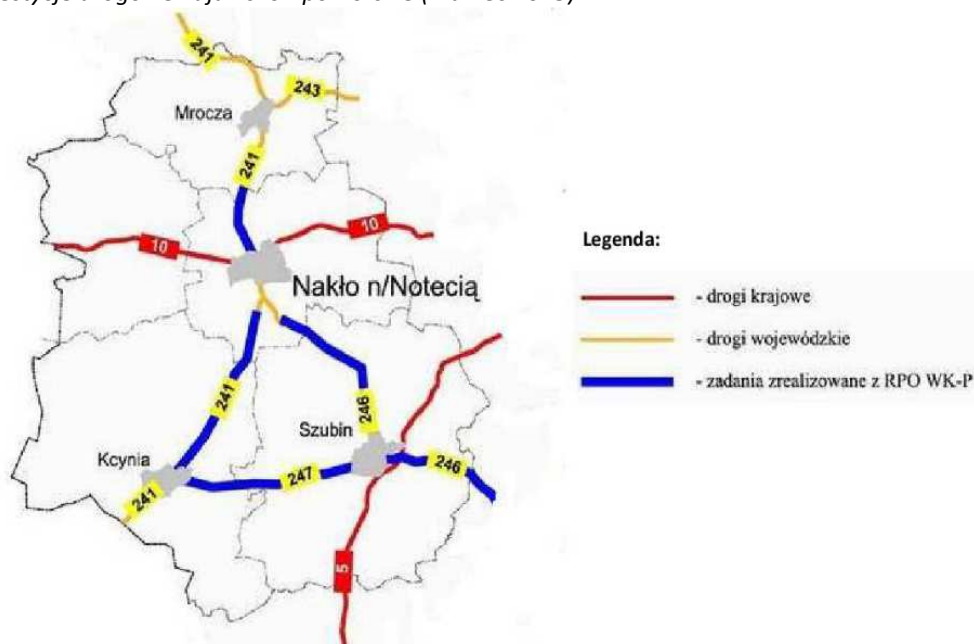 241
243
Mrocza
241
10
10
Nakło n/Notecią
241
246
Szubin
Kcynia
247
246
241
5
Legenda:
- drogi krajowe
- drogi wojewódzkie
- zadania zrealizowane z RPO WK-P